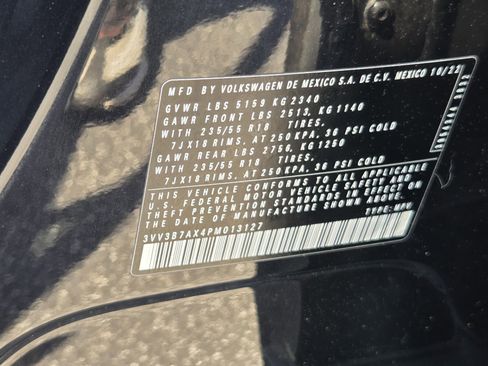 MFD BY VOLKSWAGEN DE MEXICO S.A. DE C.V. MEXICO 10/22
GVWR LBS 5159 KG 2340
GAWR FRONT LBS 2513, KG 1140
WITH 235/55 R18 TIRES,
7JX18 RIMS, AT 250 KPA, 36 PSI COLD
GAWR REAR LBS 2756, KG 1250
WITH 235/55 R18 TIRES,
7JX18 RIMS, AT 250 KPA, 36 PSI COLD
THIS VEHICLE CONFORMS TO ALL APPLICABLE
U.S. FEDERAL MOTOR VEHICLE SAFETY AND
THEFT PREVENTION STANDARDS IN EFFECT ON
THE DATE OF MANUFACTURE SHOWN ABOVE.
TYPE: MPV
3VV3B7AX4PM013127